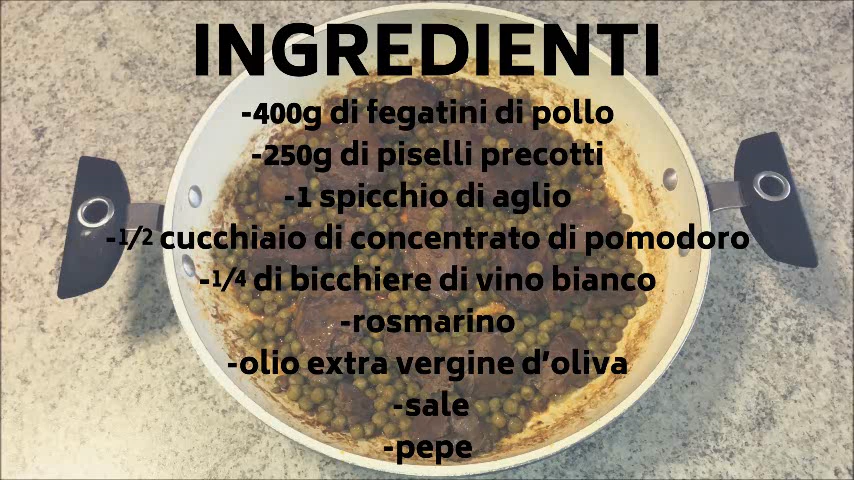 INGREDIENTI
-400g di fegatini di pollo
-250g di piselli precotti
-1 spicchio di aglio
-1/2 cucchiaio di concentrato di pomodoro
-1/4 di bicchiere di vino bianco
-rosmarino
-olio extra vergine d’oliva
-sale
-pepe